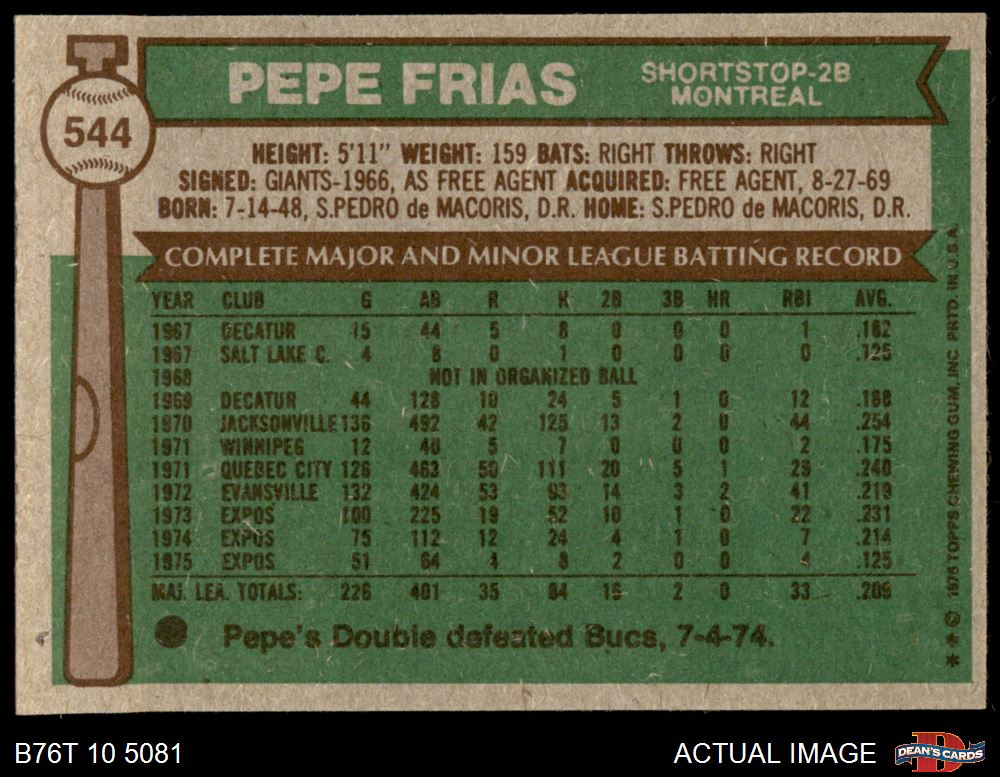 PEPE FRIAS
SHORTSTOP-2B
MONTREAL
544
HEIGHT: 5'11" WEIGHT: 159 BATS: RIGHT THROWS: RIGHT
SIGNED: GIANTS-1966, AS FREE AGENT ACQUIRED: FREE AGENT, 8-27-69
BORN: 7-14-48, S.PEDRO de MACORIS, D.R. HOME: S.PEDRO de MACORIS, D.R.
COMPLETE MAJOR AND MINOR LEAGUE BATTING RECORD
YEAR CLUB G AB R H 2B 3B HR RBI AVG.
1967 DECATUR 15 44 5 8 0 0 0 1 .182
1967 SALT LAKE C. 4 8 0 1 0 0 0 0 .125
1968 NOT IN ORGANIZED BALL
1969 DECATUR 44 128 10 24 5 1 0 12 .188
1970 JACKSONVILLE 136 492 42 125 13 2 0 44 .254
1971 WINNIPEG 12 40 5 7 0 0 0 2 .175
1971 QUEBEC CITY 126 463 50 111 20 5 1 29 .240
1972 EVANSVILLE 132 424 53 93 14 3 2 41 .219
1973 EXPOS 100 225 19 52 10 1 0 22 .231
1974 EXPOS 75 112 12 24 4 1 0 7 .214
1975 EXPOS 51 64 4 8 2 0 0 4 .125
MAJ. LEA. TOTALS: 226 401 35 84 16 2 0 33 .209
Pepe's Double defeated Bucs, 7-4-74.
* * © 1976 TOPPS CHEWING GUM, INC. PRTD. IN U.S.A.
B76T 10 5081
ACTUAL IMAGE
DEAN'S CARDS